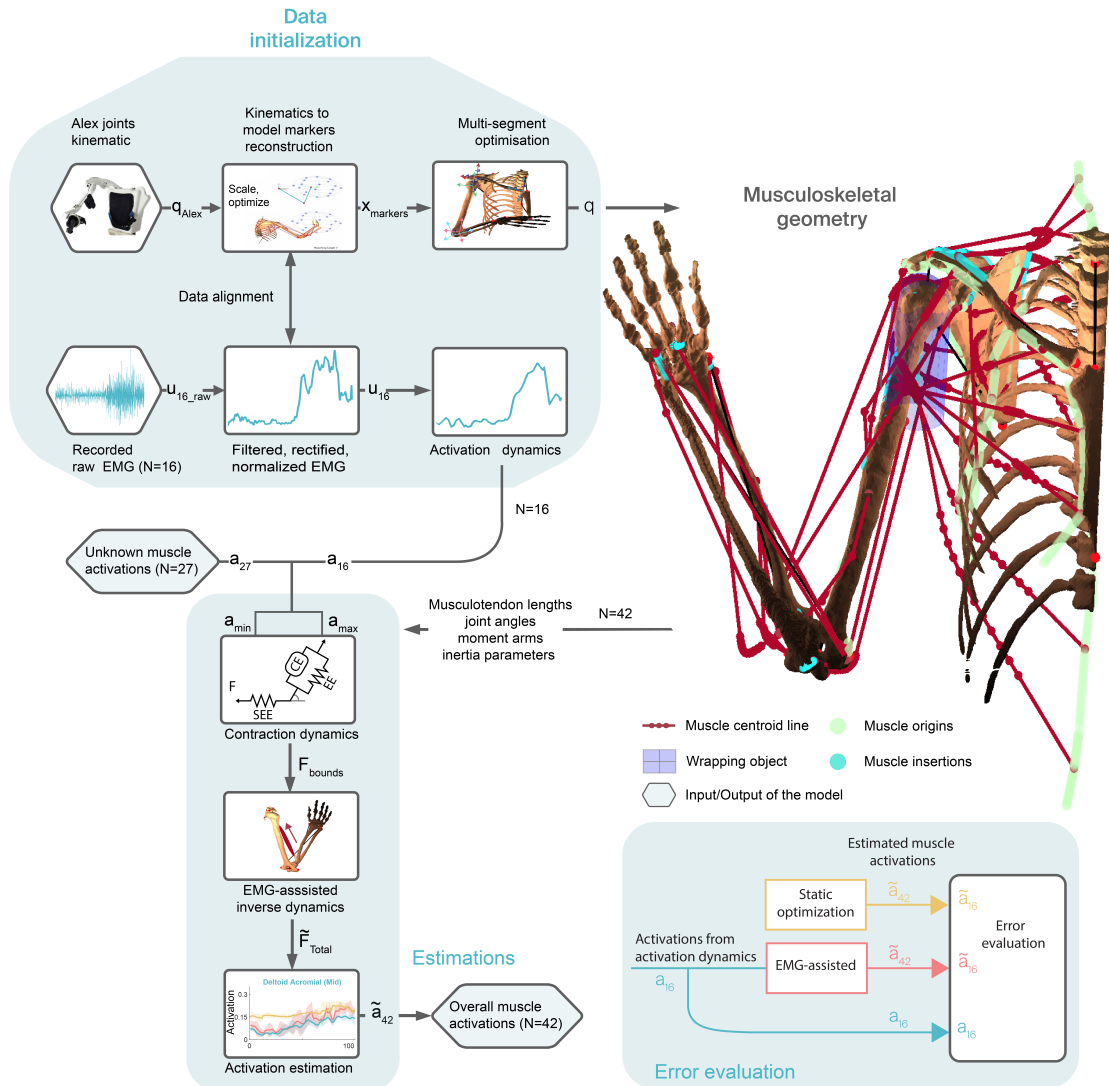 Data
initialization
Alex joints
kinematic
Kinematics to
model markers
reconstruction
Multi-segment
optimisation
Scale,
optimize
q_Alex
x_markers
q
Musculoskeletal
geometry
Data alignment
u_16_raw
u_16
Recorded
raw EMG (N=16)
Filtered, rectified,
normalized EMG
Activation dynamics
N=16
Unknown muscle
activations (N=27)
a_27
a_16
a_min
a_max
Musculotendon lengths
joint angles
moment arms
inertia parameters
N=42
CE
EE
F
SEE
Contraction dynamics
F_bounds
EMG-asssisted
inverse dynamics
F̃_Total
Estimations
Deltoid Acromial (Mid)
Activation
0.3
0.15
0
0
100
Activation estimation
ã_42
Overall muscle
activations (N=42)
Muscle centroid line
Muscle origins
Wrapping object
Muscle insertions
Input/Output of the model
Estimated muscle
activations
Static
optimization
ã_42
ã_16
Error
evaluation
Activations from
activation dynamics
a_16
EMG-assisted
ã_42
ã_16
a_16
a_16
Error evaluation